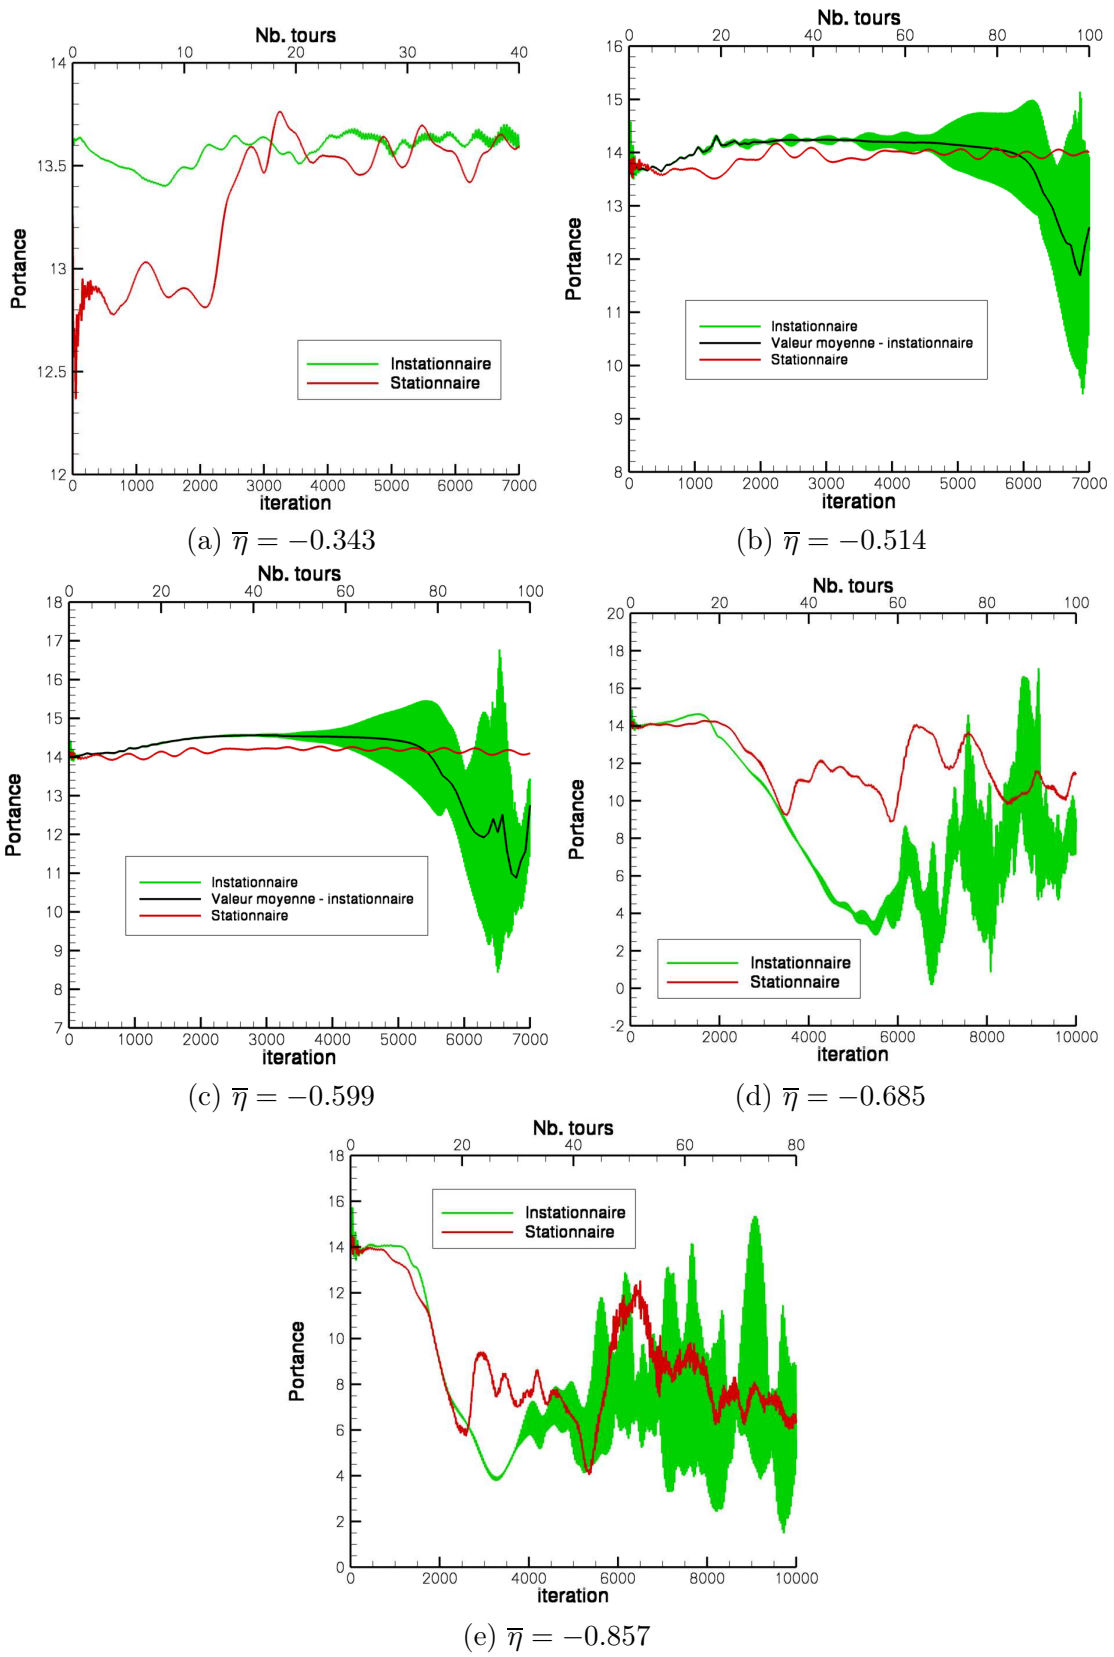 Nb. tours
0 10 20 30 40
14
13.5
13
12.5
12
Portance
Instationnaire
Stationnaire
0 1000 2000 3000 4000 5000 6000 7000
iteration
(a) η̅ = −0.343
Nb. tours
0 20 40 60 80 100
16
15
14
13
12
11
10
9
8
Portance
Instationnaire
Valeur moyenne - instationnaire
Stationnaire
0 1000 2000 3000 4000 5000 6000 7000
iteration
(b) η̅ = −0.514
Nb. tours
0 20 40 60 80 100
18
17
16
15
14
13
12
11
10
9
8
7
Portance
Instationnaire
Valeur moyenne - instationnaire
Stationnaire
0 1000 2000 3000 4000 5000 6000 7000
iteration
(c) η̅ = −0.599
Nb. tours
0 20 40 60 80 100
20
18
16
14
12
10
8
6
4
2
0
-2
Portance
Instationnaire
Stationnaire
0 2000 4000 6000 8000 10000
iteration
(d) η̅ = −0.685
Nb. tours
0 20 40 60 80
18
16
14
12
10
8
6
4
2
0
Portance
Instationnaire
Stationnaire
0 2000 4000 6000 8000 10000
iteration
(e) η̅ = −0.857